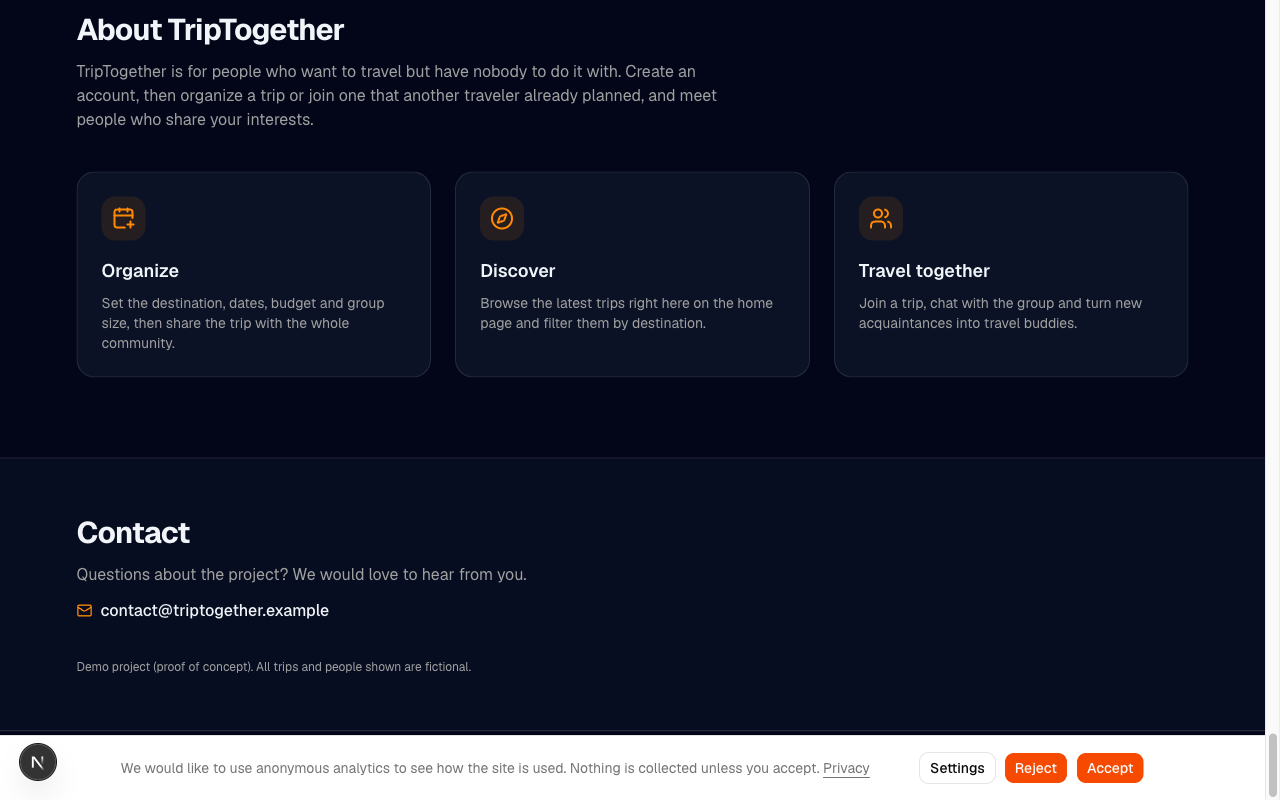 About TripTogether
TripTogether is for people who want to travel but have nobody to do it with. Create an
account, then organize a trip or join one that another traveler already planned, and meet
people who share your interests.
Organize
Set the destination, dates, budget and group
size, then share the trip with the whole
community.
Discover
Browse the latest trips right here on the home
page and filter them by destination.
Travel together
Join a trip, chat with the group and turn new
acquaintances into travel buddies.
Contact
Questions about the project? We would love to hear from you.
contact@triptogether.example
Demo project (proof of concept). All trips and people shown are fictional.
N
We would like to use anonymous analytics to see how the site is used. Nothing is collected unless you accept. Privacy
Settings
Reject
Accept